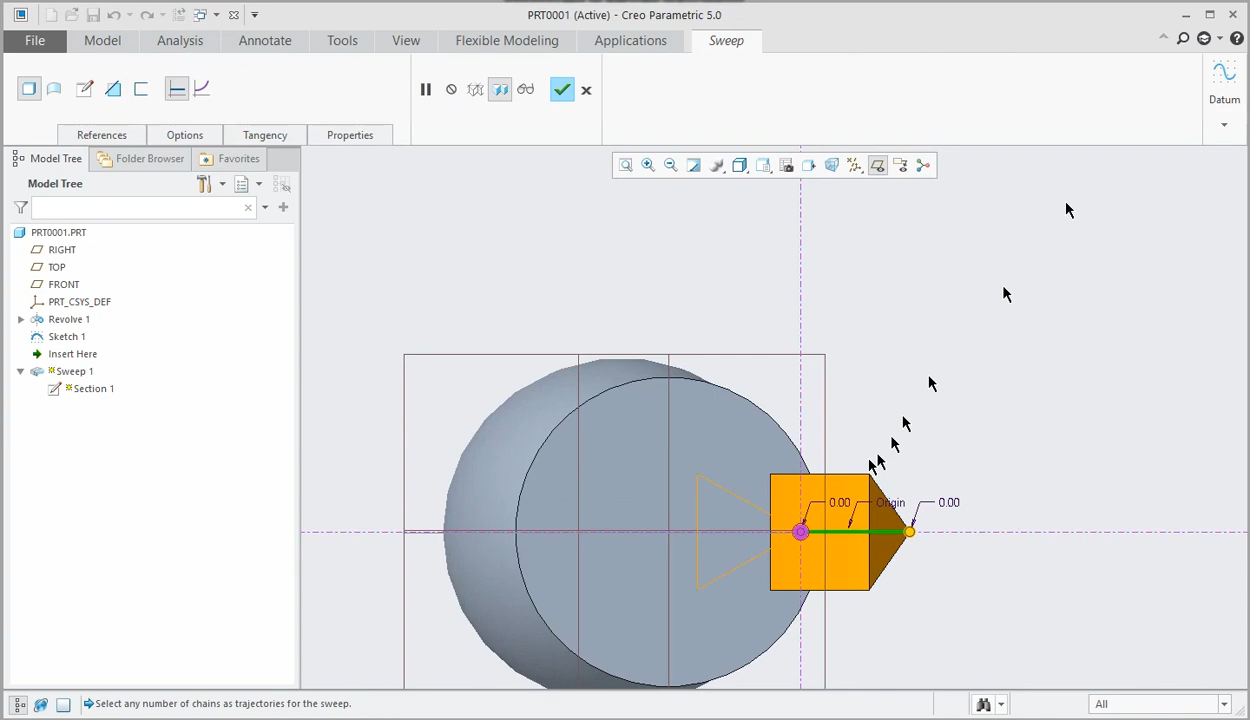 PRT0001 (Active) - Creo Parametric 5.0
File Model Analysis Annotate Tools View Flexible Modeling Applications Sweep
References Options Tangency Properties
Datum
Model Tree Folder Browser Favorites
Model Tree
PRT0001.PRT
RIGHT
TOP
FRONT
PRT_CSYS_DEF
Revolve 1
Sketch 1
Insert Here
Sweep 1
Section 1
0.00 Origin 0.00
Select any number of chains as trajectories for the sweep.
All